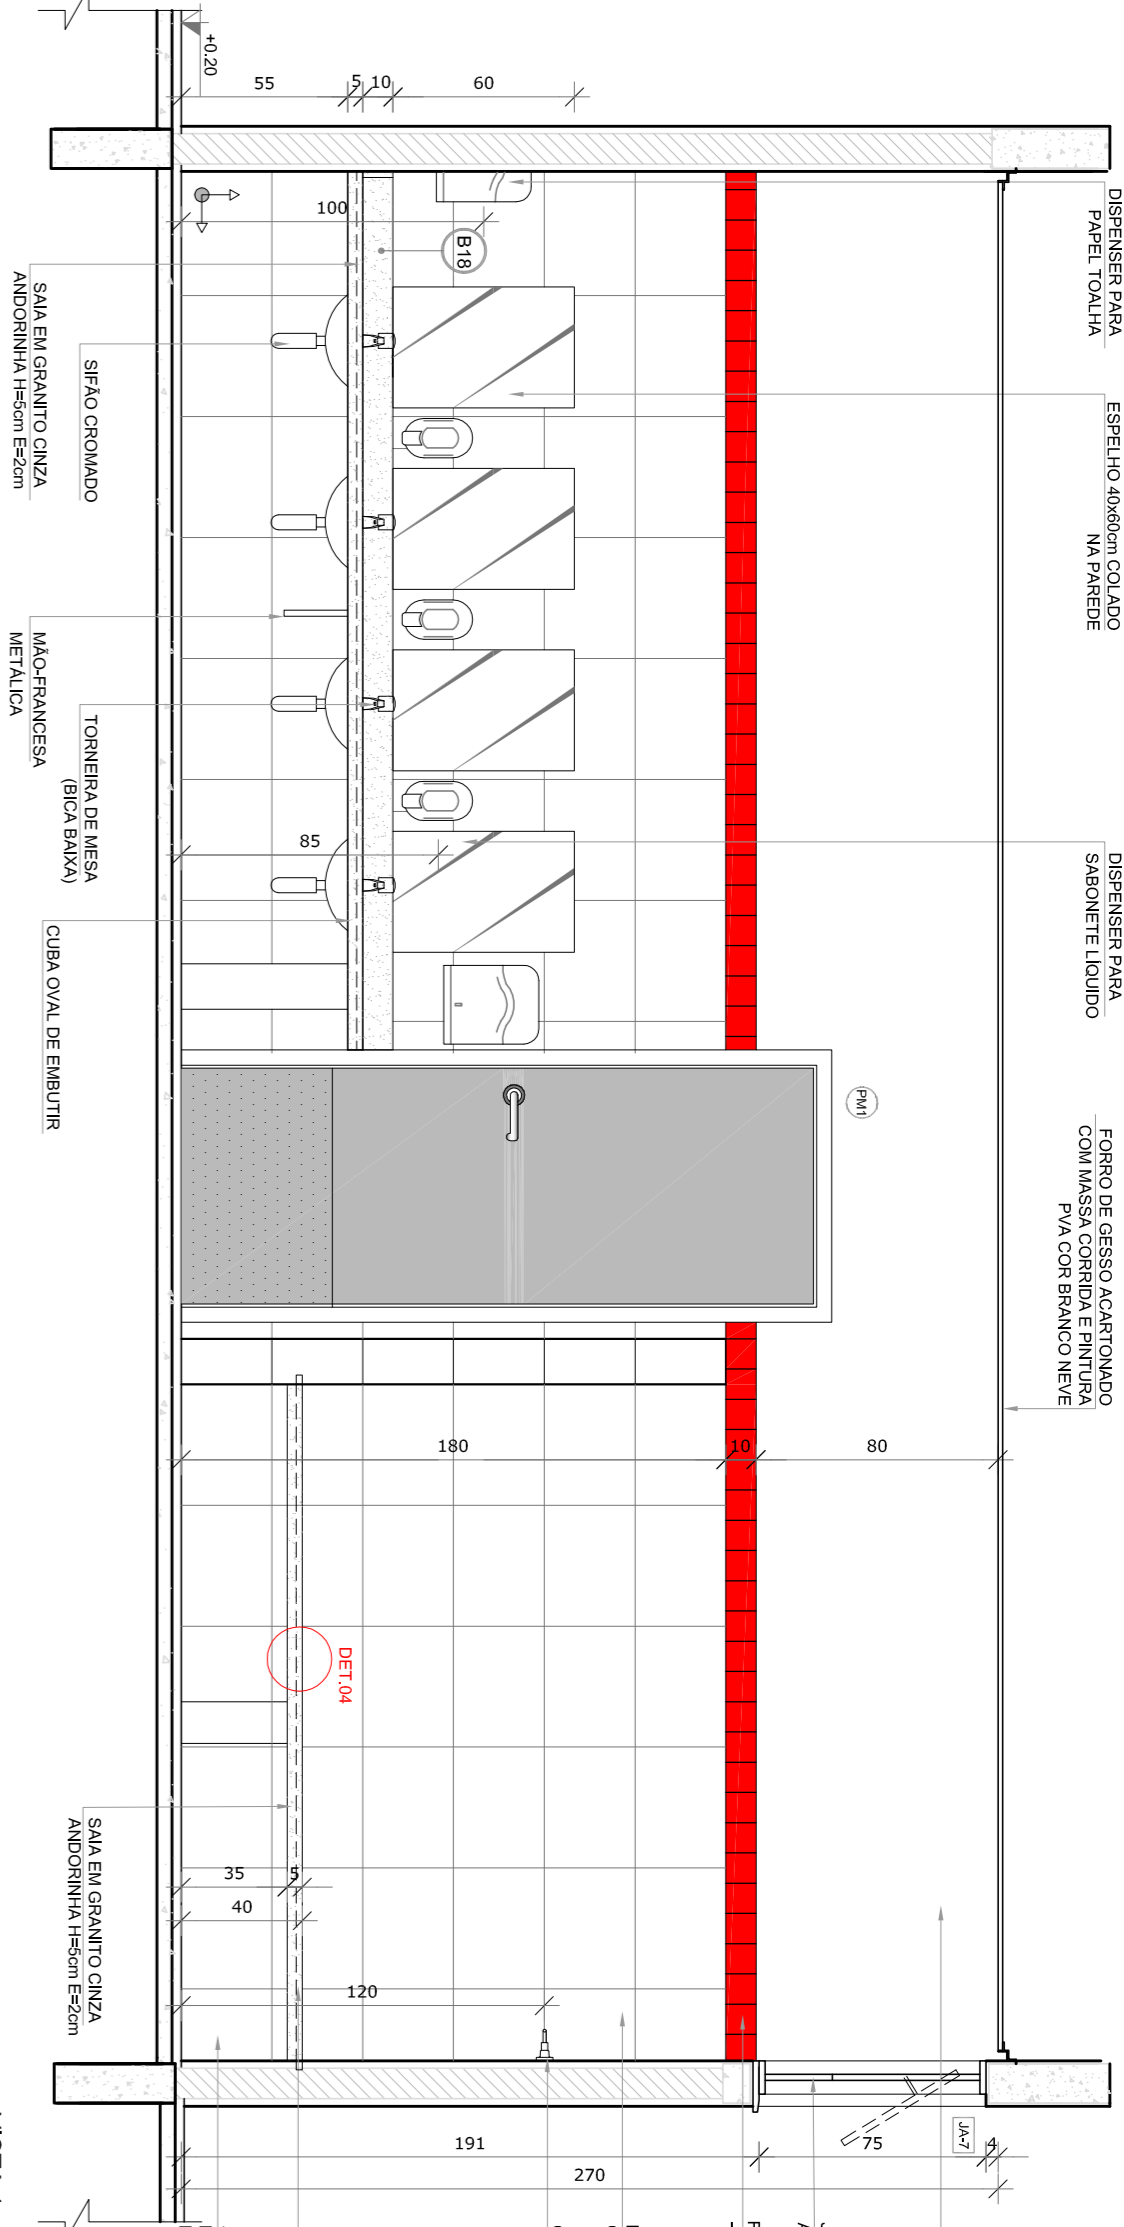 DISPENSER PARA
PAPEL TOALHA
ESPELHO 40x60cm COLADO
NA PAREDE
DISPENSER PARA
SABONETE LÍQUIDO
FORRO DE GESSO ACARTONADO
COM MASSA CORRIDA E PINTURA
PVA COR BRANCO NEVE
+0.20
55
5
10
60
100
B18
85
PM1
180
10
80
DET.04
35
5
40
120
191
75
4
270
JA-7
SAIA EM GRANITO CINZA
ANDORINHA H=5cm E=2cm
SIFÃO CROMADO
MÃO-FRANCESA
METÁLICA
TORNEIRA DE MESA
(BICA BAIXA)
CUBA OVAL DE EMBUTIR
SAIA EM GRANITO CINZA
ANDORINHA H=5cm E=2cm